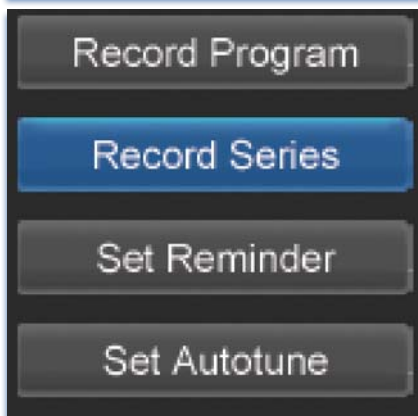 Record Program
Record Series
Set Reminder
Set Autotune